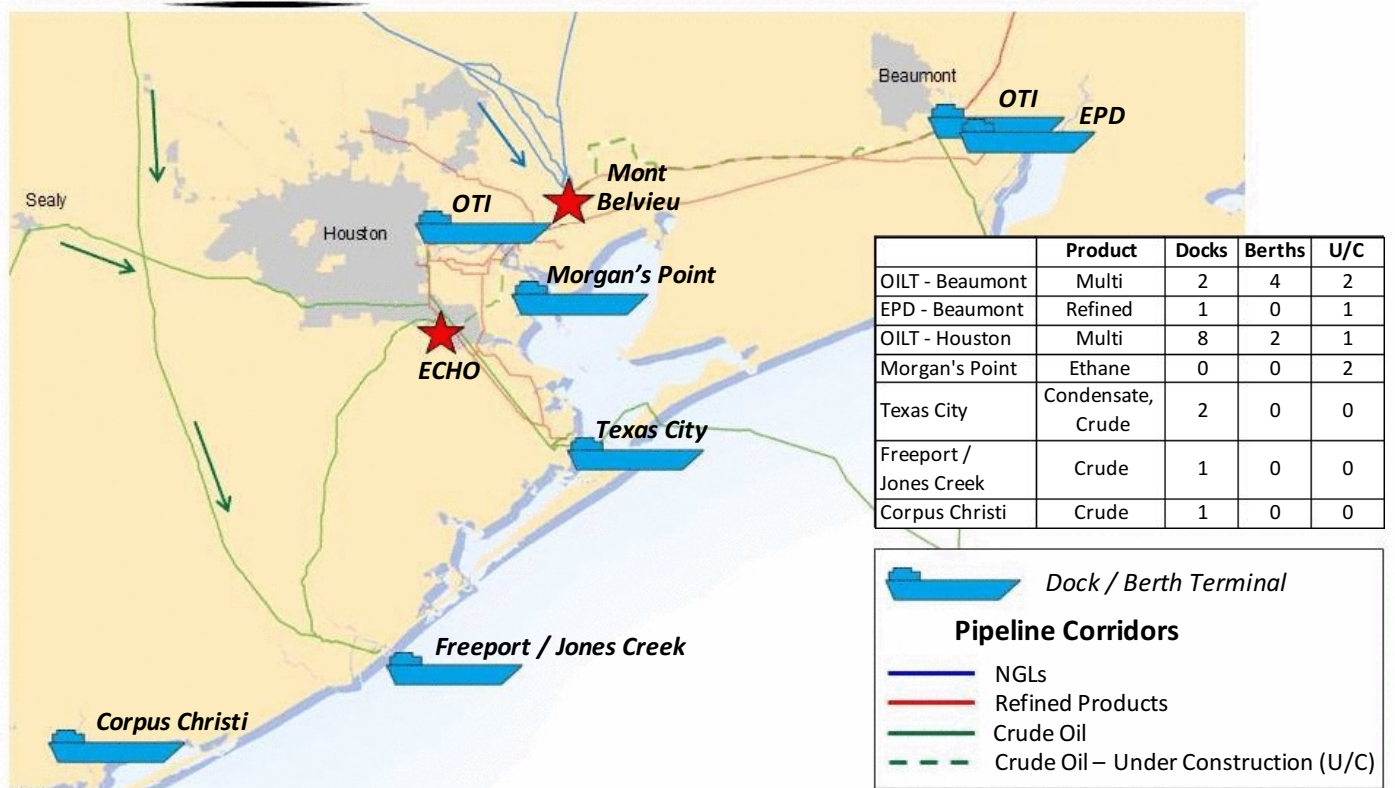 Beaumont
OTI
EPD
Mont
Belvieu
Sealy
OTI
Houston
Morgan's Point
ECHO
Texas City
Freeport / Jones Creek
Corpus Christi
Product Docks Berths U/C
OILT - Beaumont Multi 2 4 2
EPD - Beaumont Refined 1 0 1
OILT - Houston Multi 8 2 1
Morgan's Point Ethane 0 0 2
Texas City Condensate, Crude 2 0 0
Freeport / Jones Creek Crude 1 0 0
Corpus Christi Crude 1 0 0
Dock / Berth Terminal
Pipeline Corridors
NGLs
Refined Products
Crude Oil
Crude Oil – Under Construction (U/C)